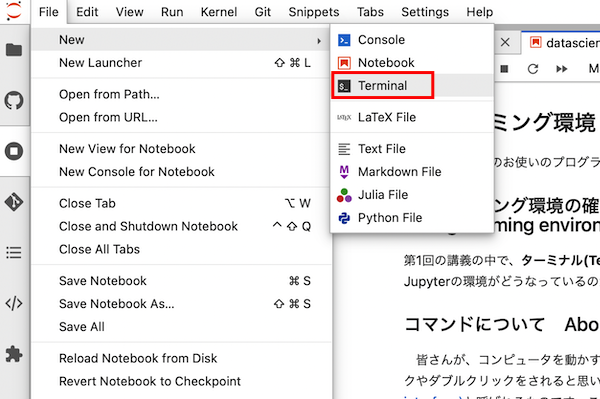 File Edit View Run Kernel Git Snippets Tabs Settings Help
New
New Launcher ⇧ ⌘ L
Open from Path...
Open from URL...
New View for Notebook
New Console for Notebook
Close Tab ⌥ W
Close and Shutdown Notebook ^ ⇧ Q
Close All Tabs
Save Notebook ⌘ S
Save Notebook As... ⇧ ⌘ S
Save All
Reload Notebook from Disk
Revert Notebook to Checkpoint
Console
Notebook
Terminal
LaTeX File
Text File
Markdown File
Julia File
Python File
datascien
M
ミング環境
のお使いのプログラ
ング環境の確
ming environ
第1回の講義の中で、ターミナル(Te
Jupyterの環境がどうなっているの
コマンドについて Abo
皆さんが、コンピュータを動かす
クやダブルクリックをされると思い